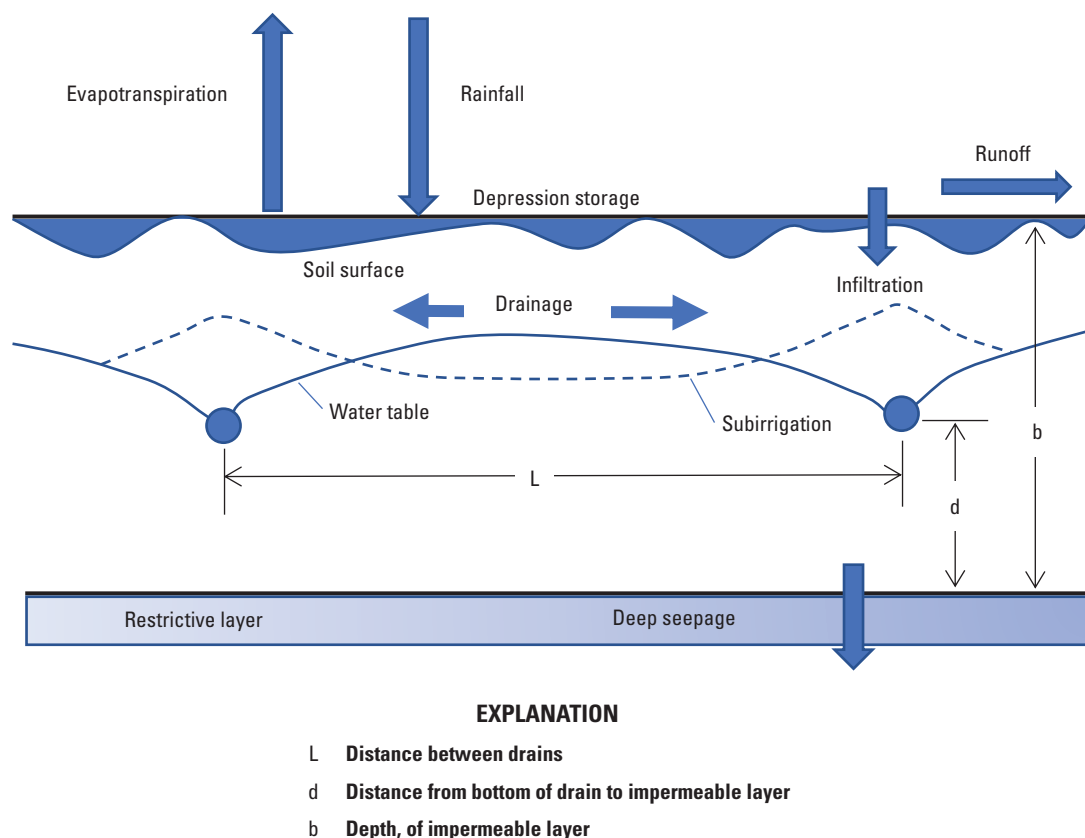 Evapotranspiration
Rainfall
Runoff
Depression storage
Soil surface
Infiltration
Drainage
Water table
Subirrigation
b
L
d
Restrictive layer
Deep seepage
EXPLANATION
L Distance between drains
d Distance from bottom of drain to impermeable layer
b Depth, of impermeable layer